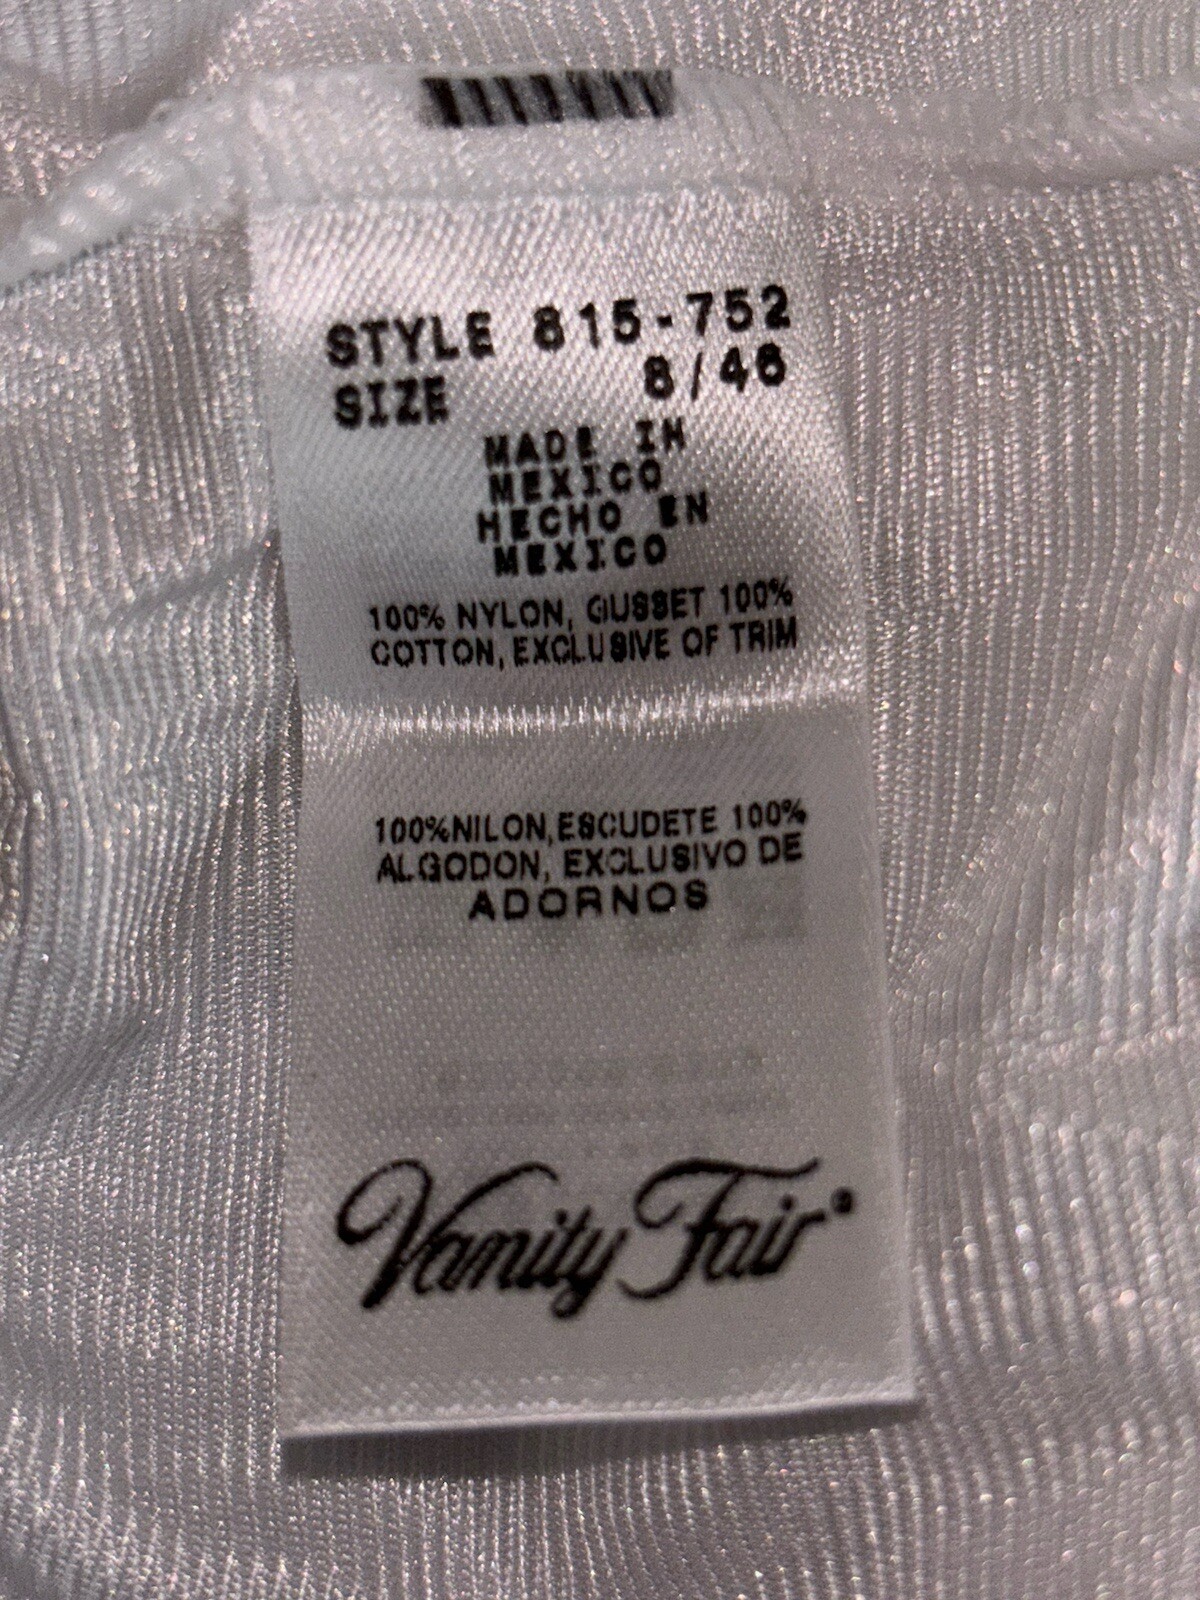 STYLE 815-752
SIZE 8/46
MADE IN
MEXICO
HECHO EN
MEXICO
100% NYLON, GUSSET 100%
COTTON, EXCLUSIVE OF TRIM
100%NILON,ESCUDETE 100%
ALGODON, EXCLUSIVO DE
ADORNOS
Vanity Fair®